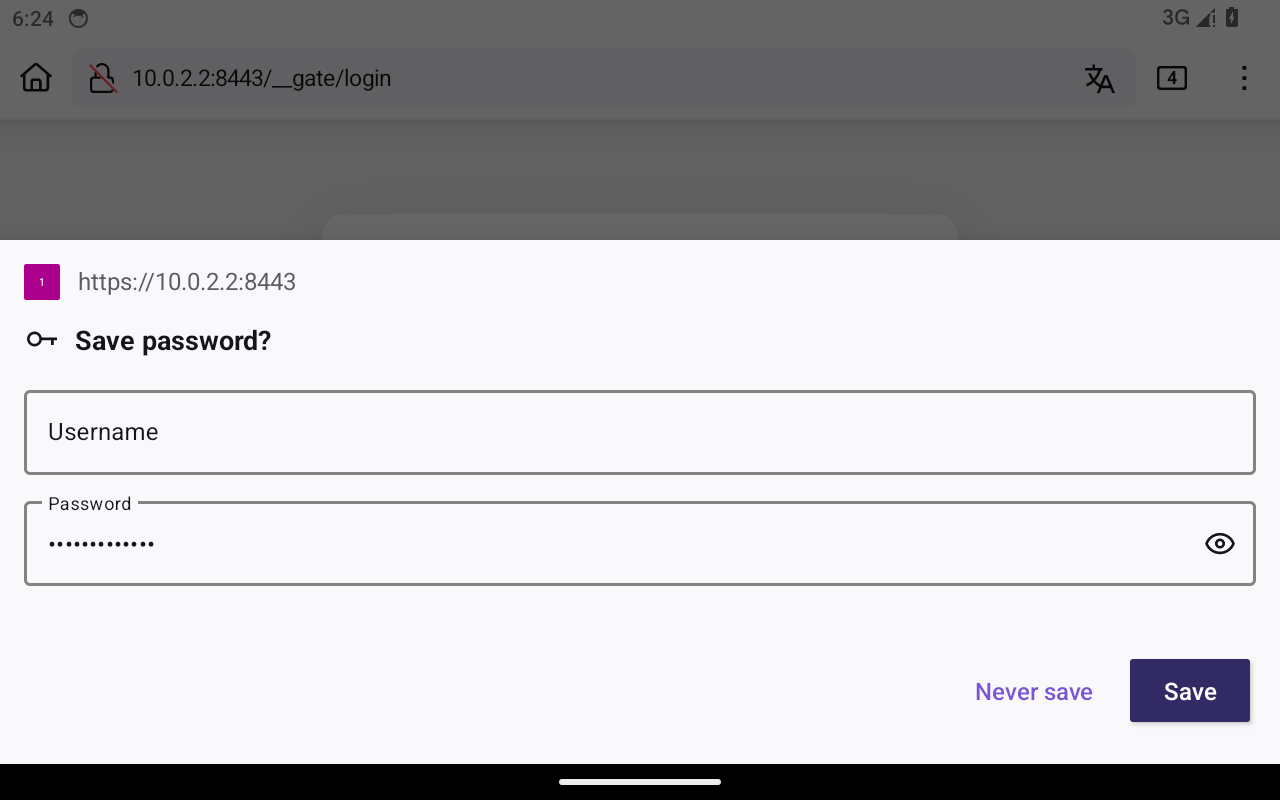 6:24
3G
10.0.2.2:8443/__gate/login
4
1
https://10.0.2.2:8443
Save password?
Username
Password
•••••••••••••
Never save
Save